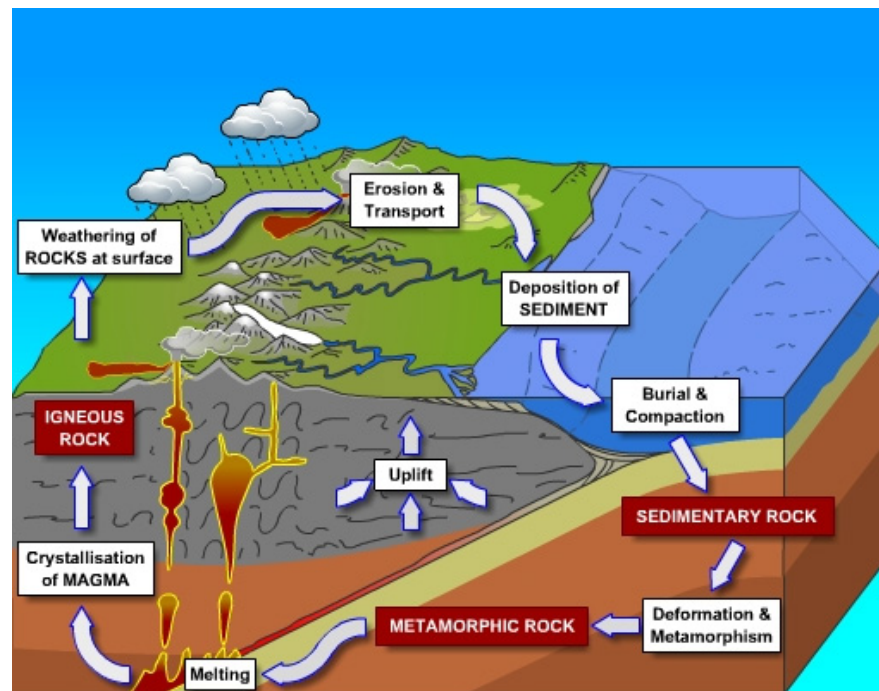 Erosion &
Transport
Weathering of
ROCKS at surface
Deposition of
SEDIMENT
Burial &
Compaction
IGNEOUS
ROCK
Uplift
SEDIMENTARY ROCK
Crystallisation
of MAGMA
Deformation &
Metamorphism
METAMORPHIC ROCK
Melting